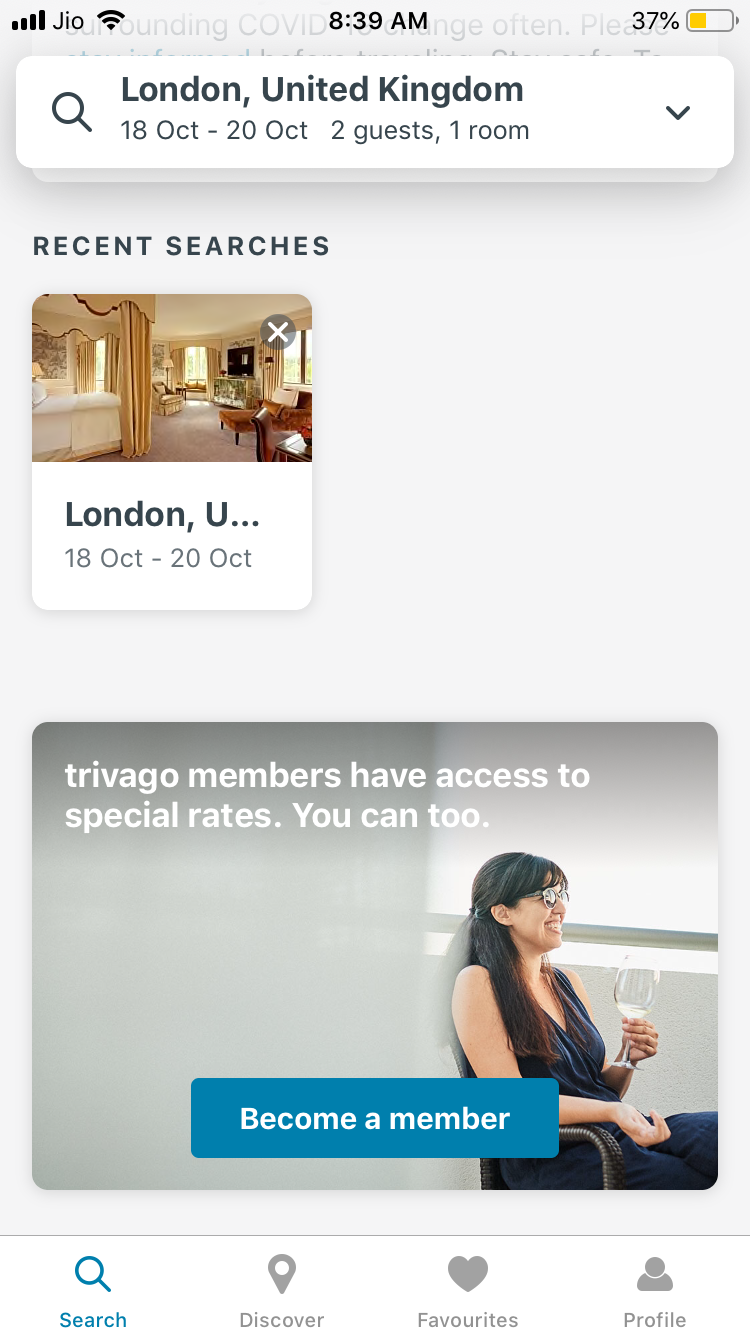 Jio 8:39 AM 37%
surrounding COVID-19 change often. Please
stay informed before traveling. Stay safe. To
London, United Kingdom
18 Oct - 20 Oct 2 guests, 1 room
RECENT SEARCHES
London, U...
18 Oct - 20 Oct
trivago members have access to
special rates. You can too.
Become a member
Search Discover Favourites Profile